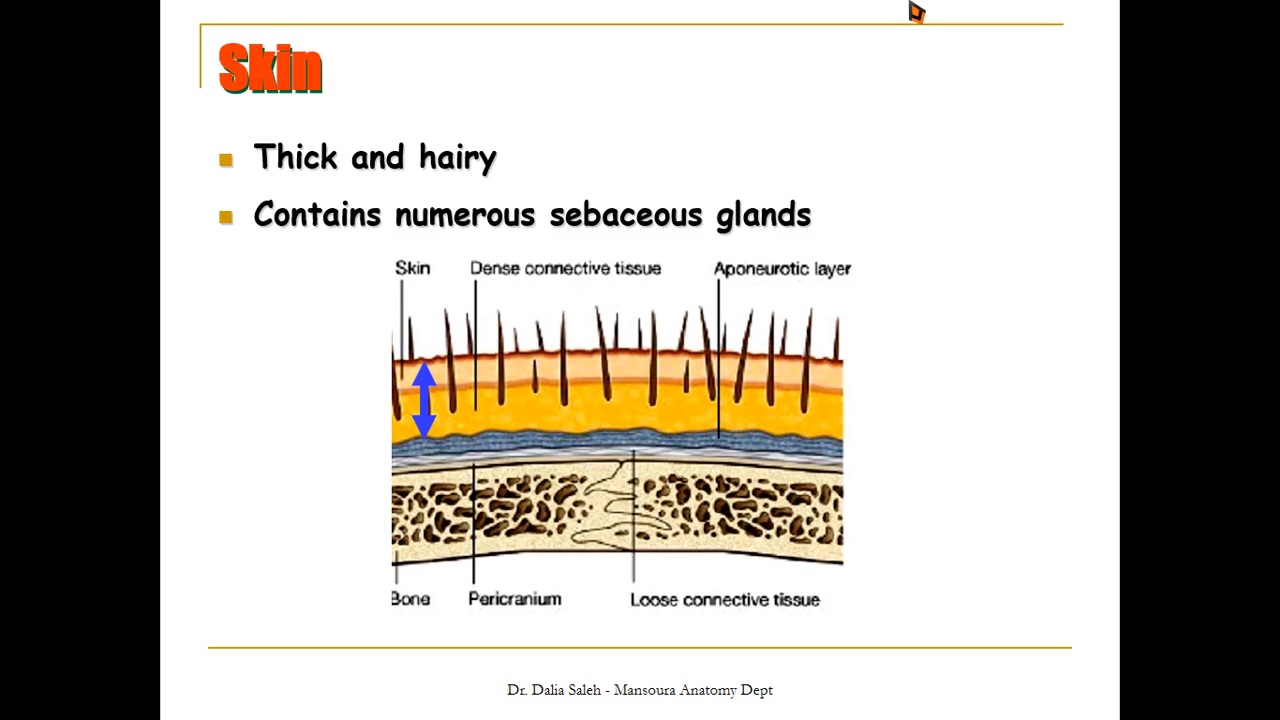 Skin
Thick and hairy
Contains numerous sebaceous glands
Skin Dense connective tissue Aponeurotic layer
Bone Pericranium Loose connective tissue
Dr. Dalia Saleh - Mansoura Anatomy Dept